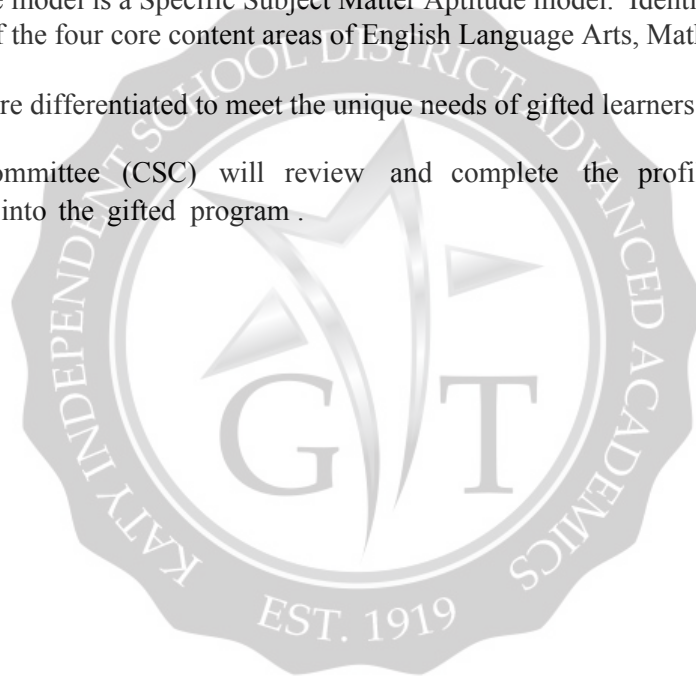 model is a Specific Subject Matter Aptitude model.
f the four core content areas of English Language Arts,
re differentiated to meet the unique needs of gifted learners
ommittee (CSC) will review and complete the profi
into the gifted program .
KATY INDEPENDENT SCHOOL DISTRICT ADVANCED ACADEMICS
G T
EST. 1919